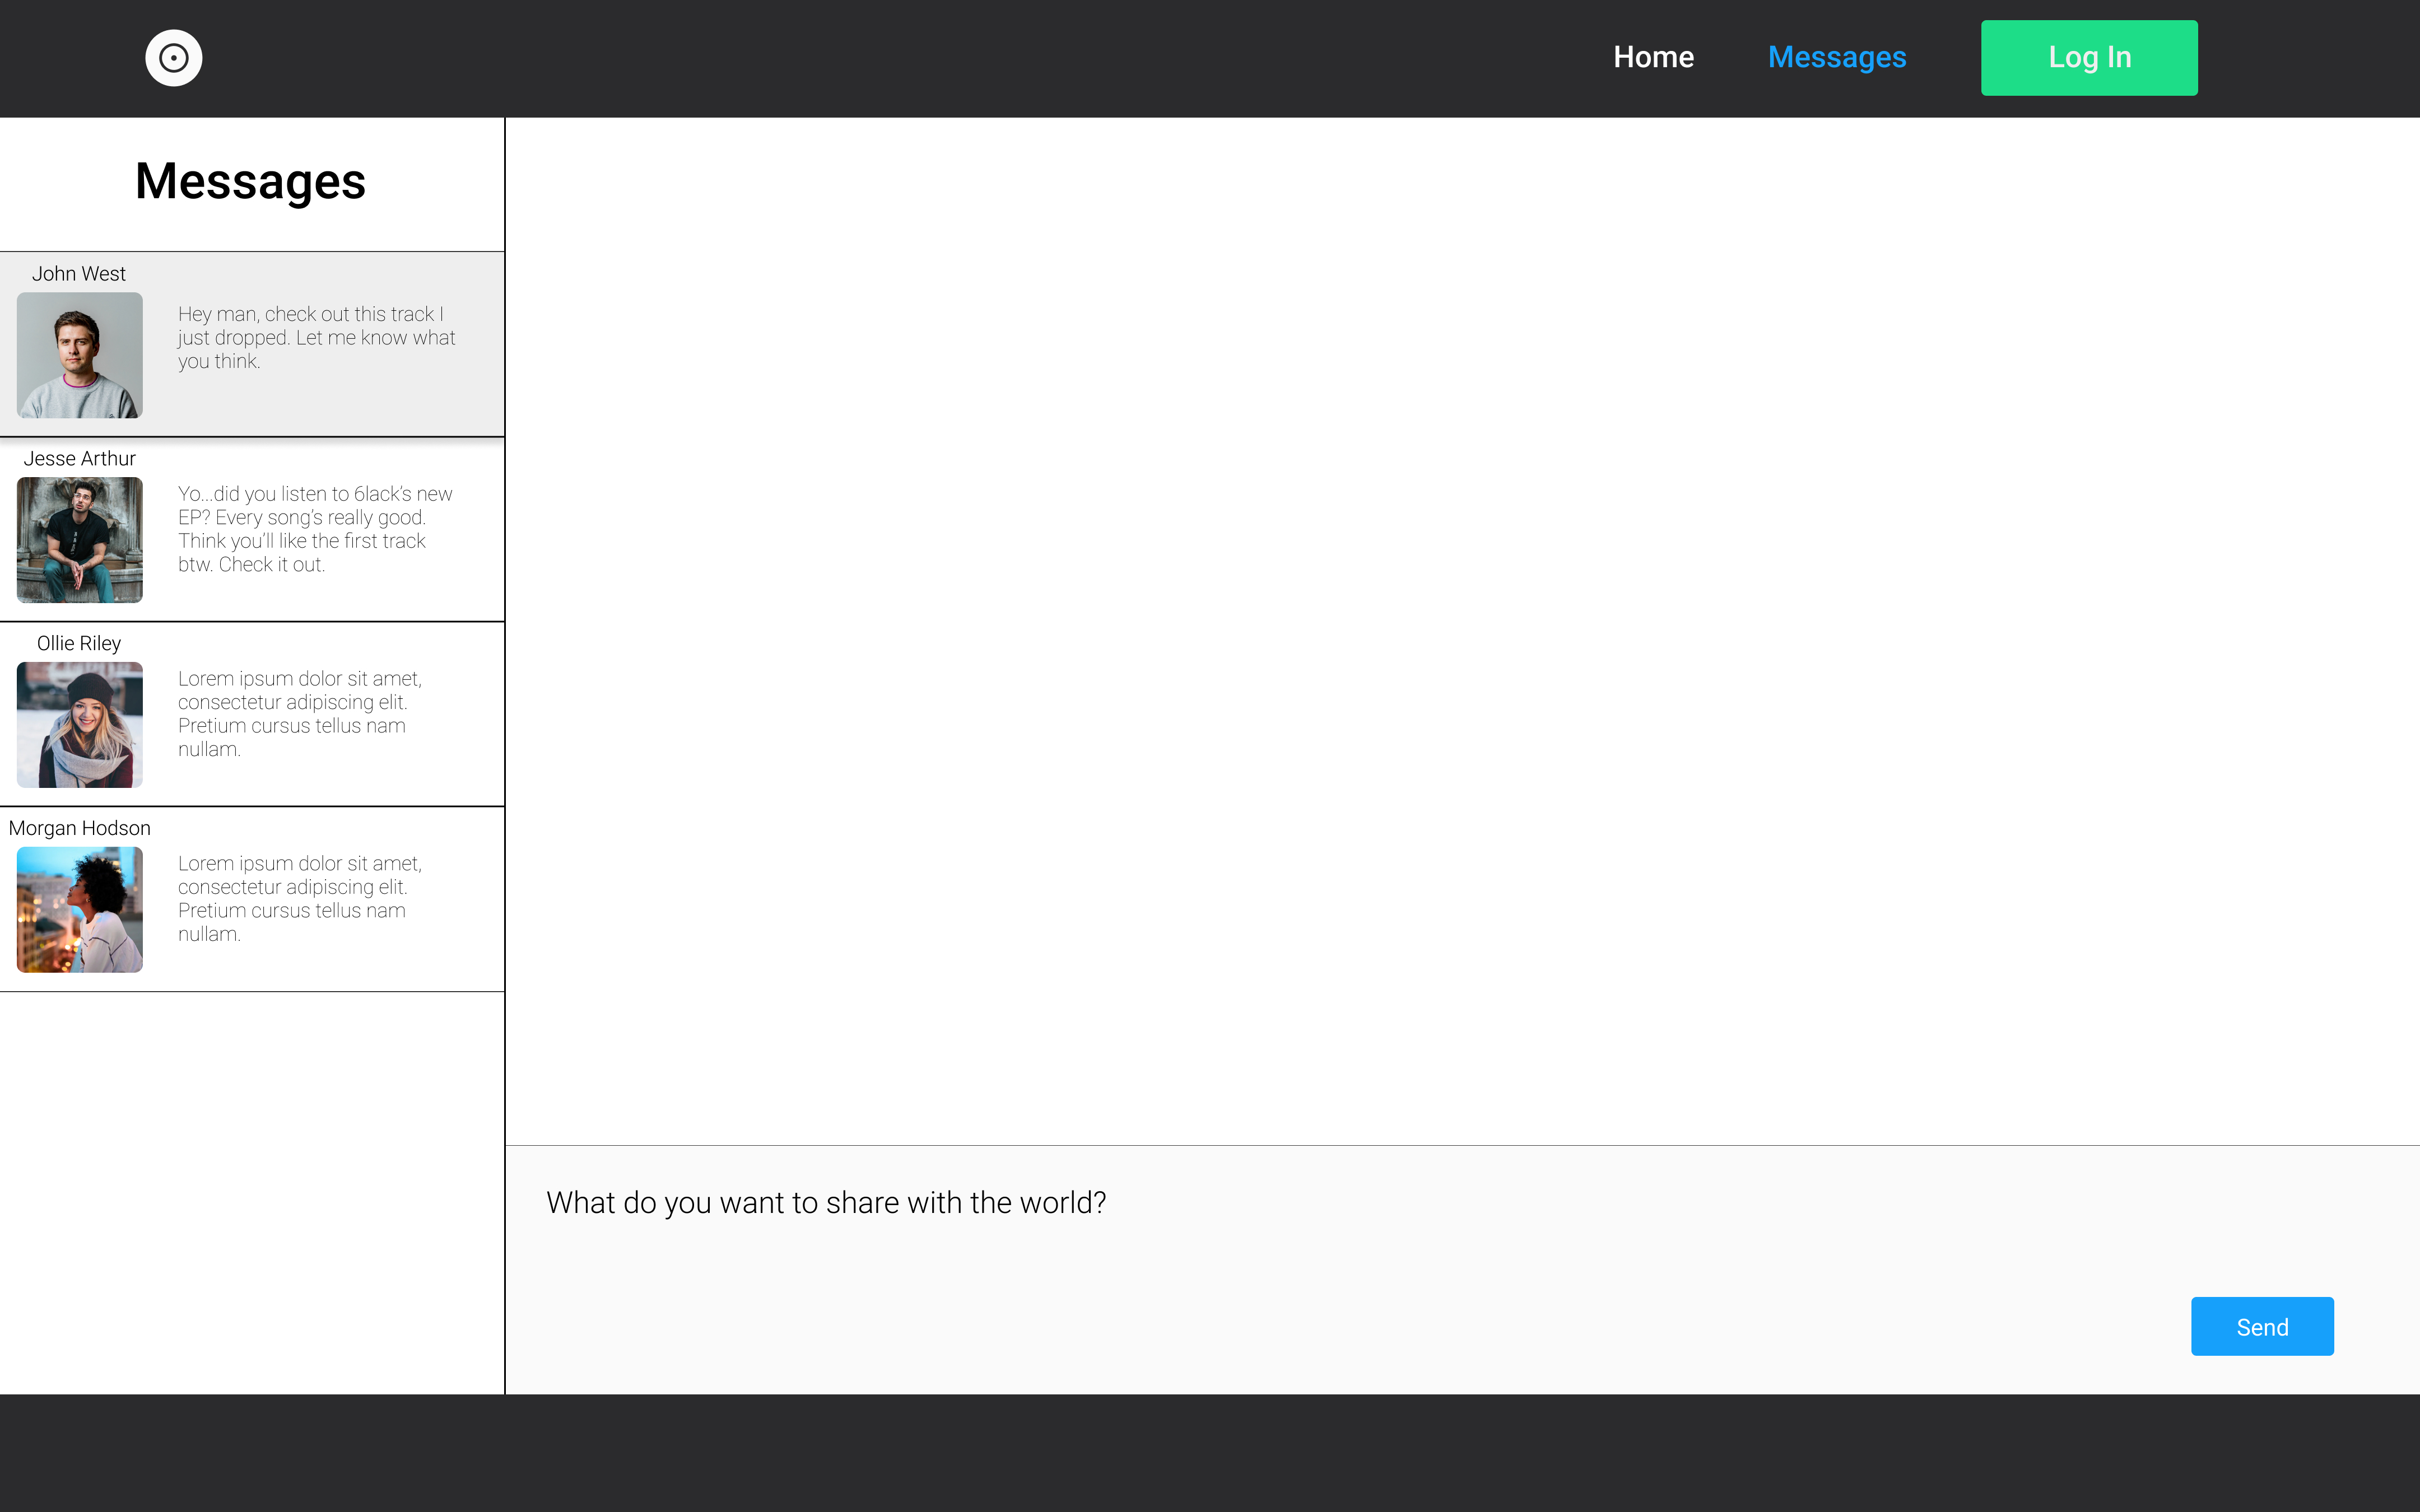 Home
Messages
Log In
Messages
John West
Hey man, check out this track I
just dropped. Let me know what
you think.
Jesse Arthur
Yo...did you listen to 6lack’s new
EP? Every song’s really good.
Think you’ll like the first track
btw. Check it out.
Ollie Riley
Lorem ipsum dolor sit amet,
consectetur adipiscing elit.
Pretium cursus tellus nam
nullam.
Morgan Hodson
Lorem ipsum dolor sit amet,
consectetur adipiscing elit.
Pretium cursus tellus nam
nullam.
What do you want to share with the world?
Send